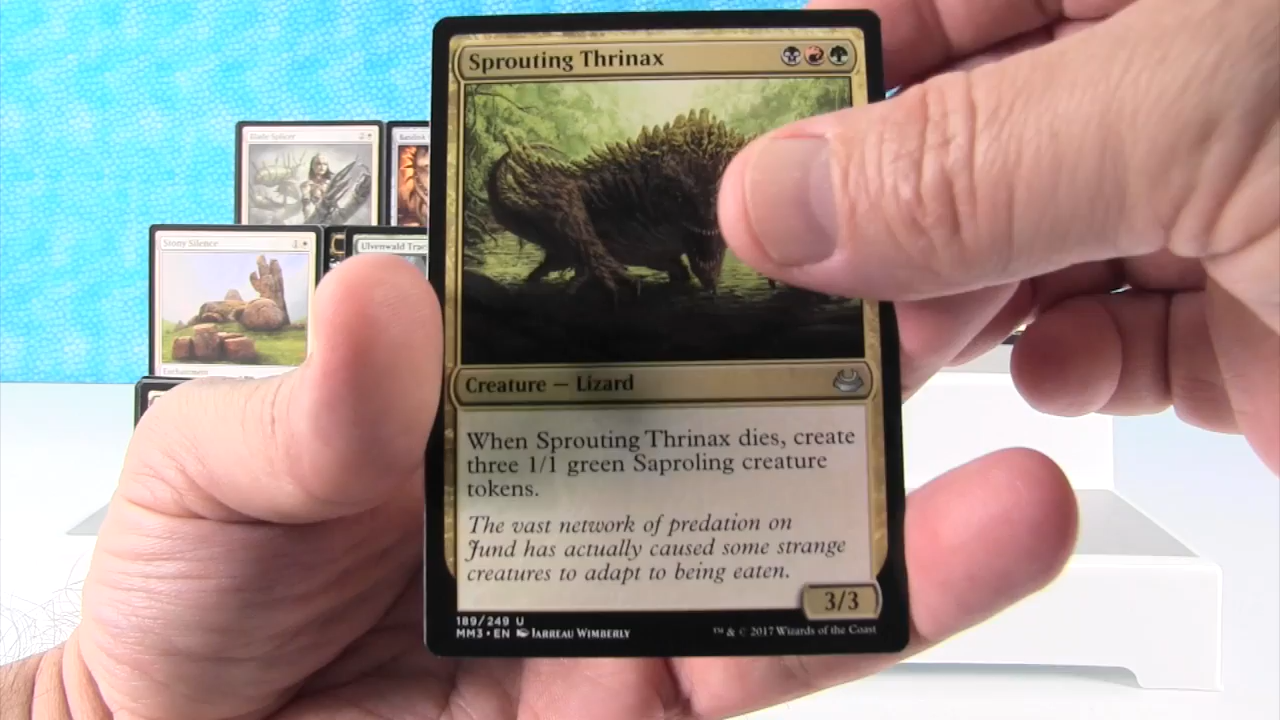 Sprouting Thrinax
Blade Splicer
Stony Silence
Ulvenwald
Enchantment
Creature — Lizard
When Sprouting Thrinax dies, create
three 1/1 green Saproling creature
tokens.
The vast network of predation on
Jund has actually caused some strange
creatures to adapt to being eaten.
3/3
189/249 U
MM3 • EN Jarreau Wimberly
™ & © 2017 Wizards of the Coast